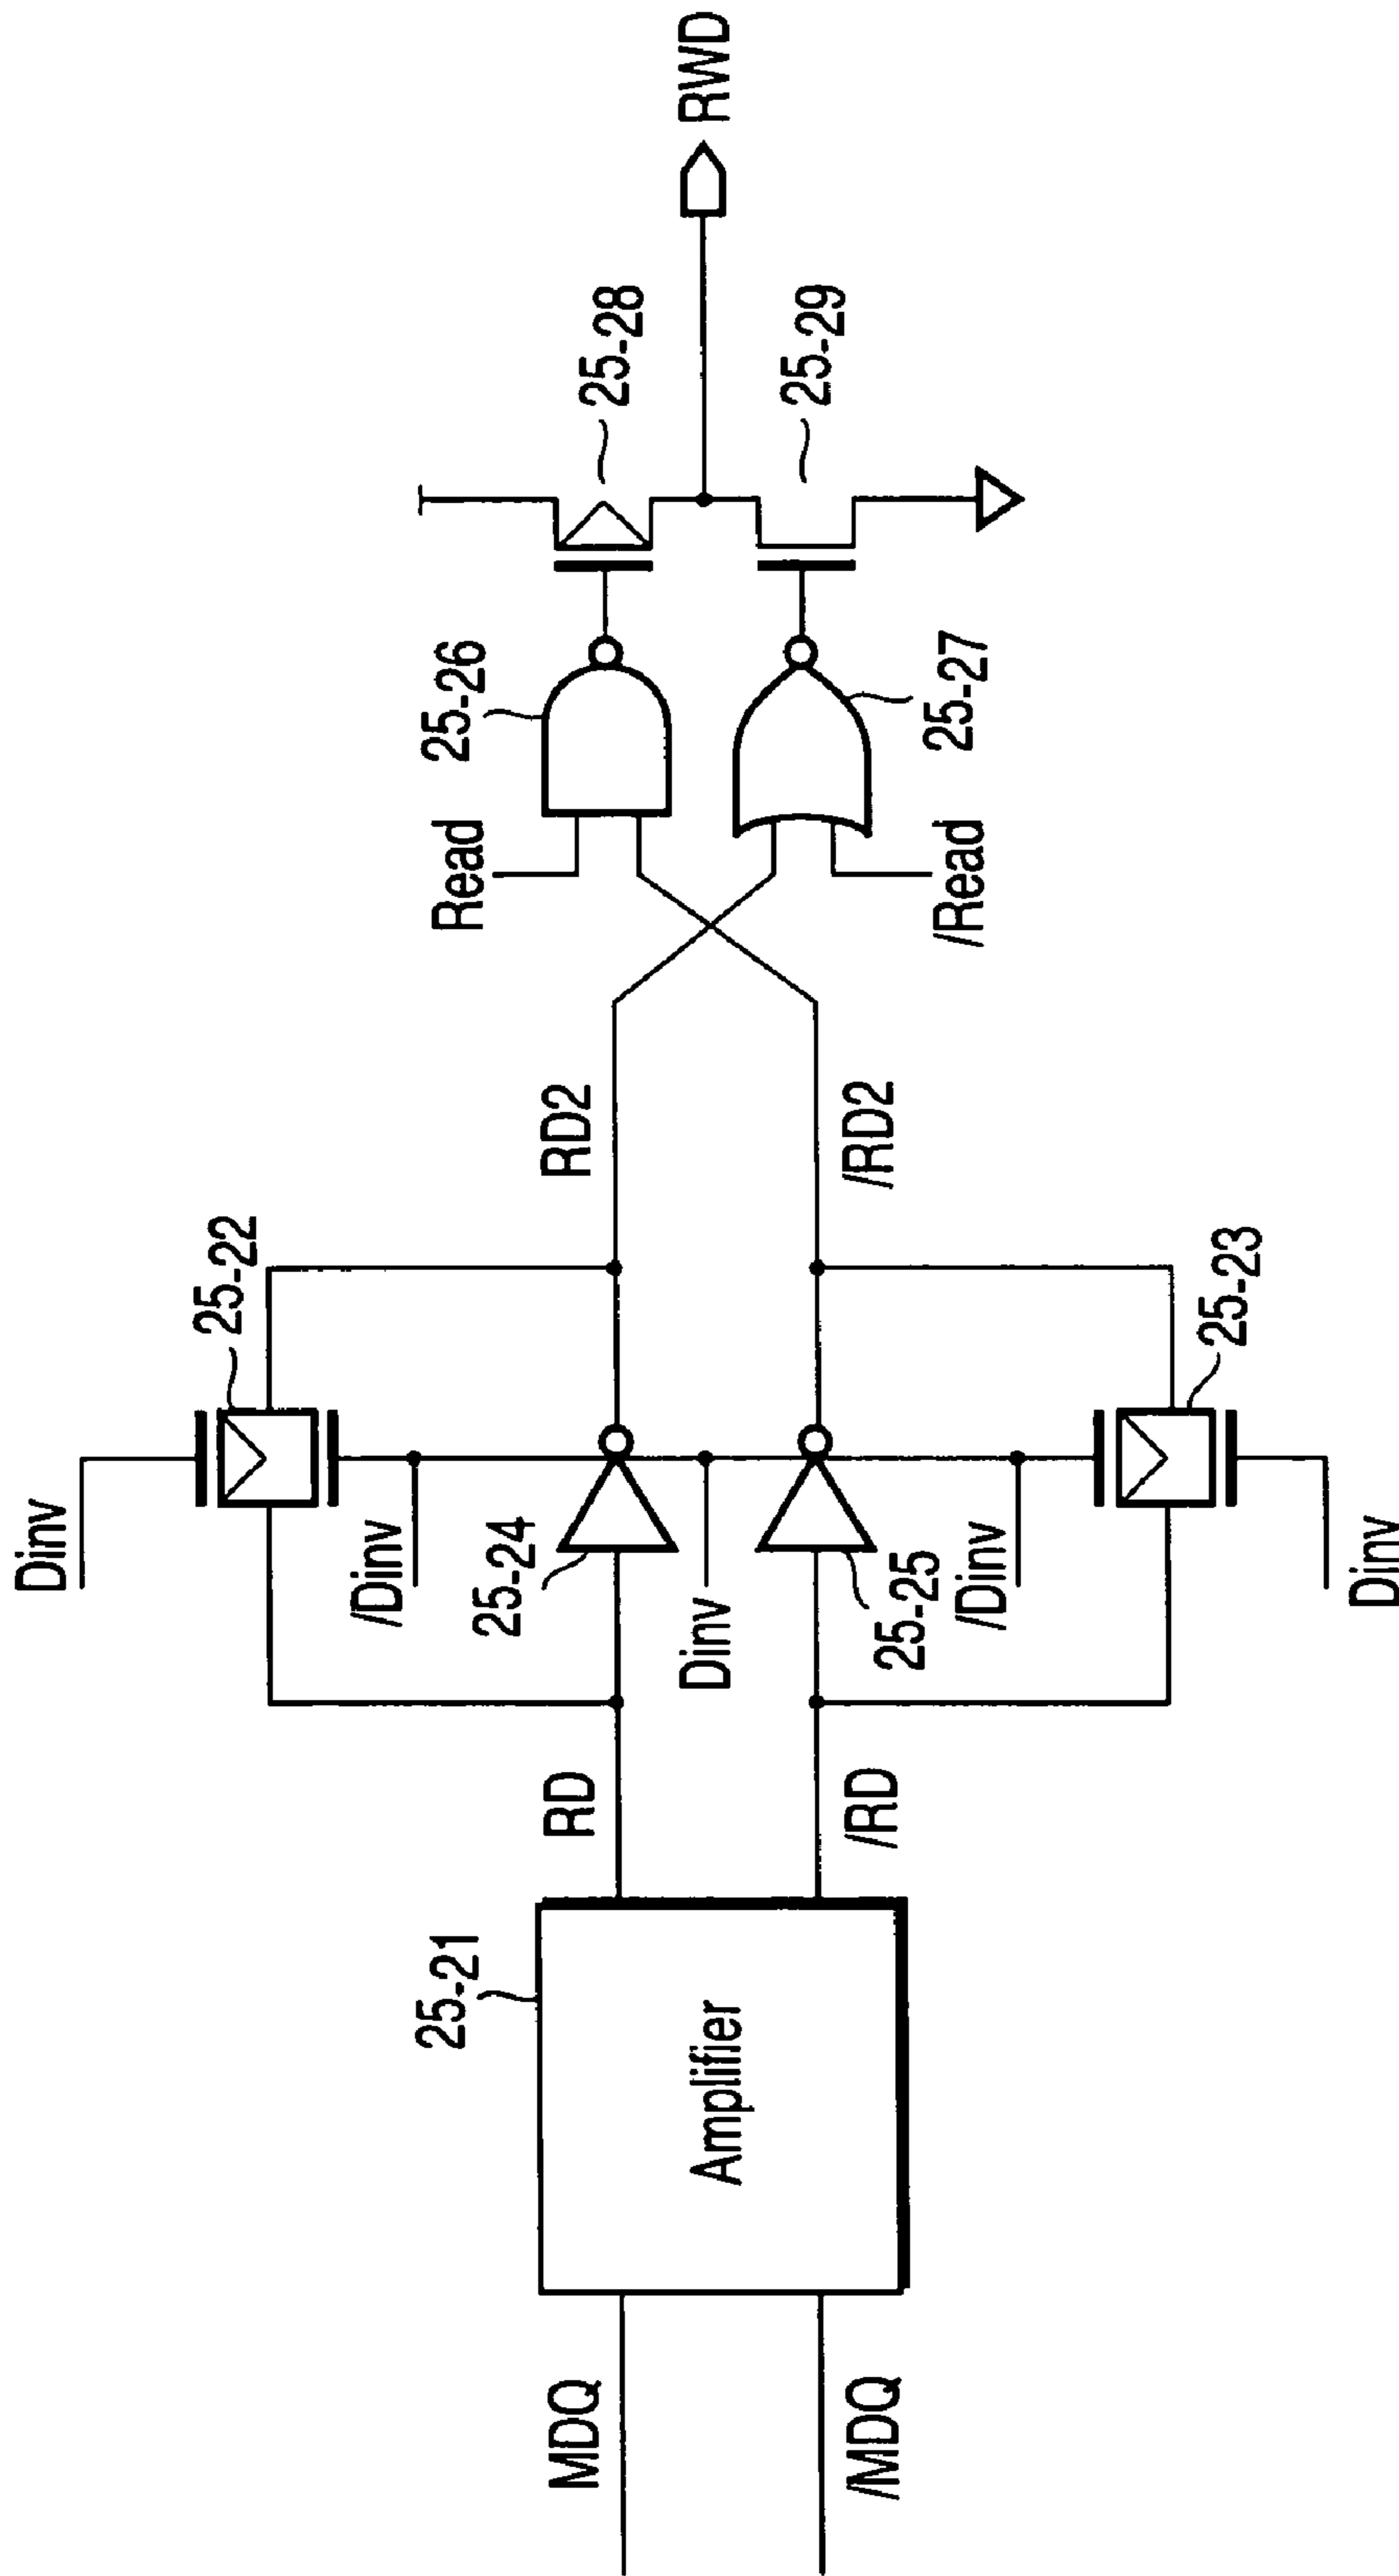 MDQ
/MDQ
25-21
Amplifier
RD
/RD
Dinv
25-22
/Dinv
25-24
Dinv
25-25
/Dinv
25-23
Dinv
RD2
/RD2
Read
25-26
/Read
25-27
25-28
25-29
RWD